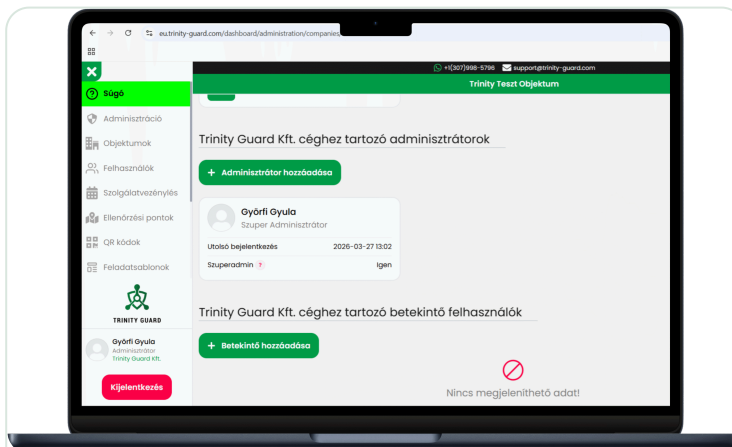 eu.trinity-guard.com/dashboard/administration/companies
+1(307)998-5796 support@trinity-guard.com
Trinity Teszt Objektum
Súgó
Adminisztráció
Objektumok
Felhasználók
Szolgálatvezénylés
Ellenőrzési pontok
QR kódok
Feladatsablonok
TRINITY GUARD
Győrfi Gyula
Adminisztrátor
Trinity Guard Kft.
Kijelentkezés
Trinity Guard Kft. céghez tartozó adminisztrátorok
+ Adminisztrátor hozzáadása
Győrfi Gyula
Szuper Adminisztrátor
Utolsó bejelentkezés 2026-03-27 13:02
Szuperadmin ? Igen
Trinity Guard Kft. céghez tartozó betekintő felhasználók
+ Betekintő hozzáadása
Nincs megjeleníthető adat!